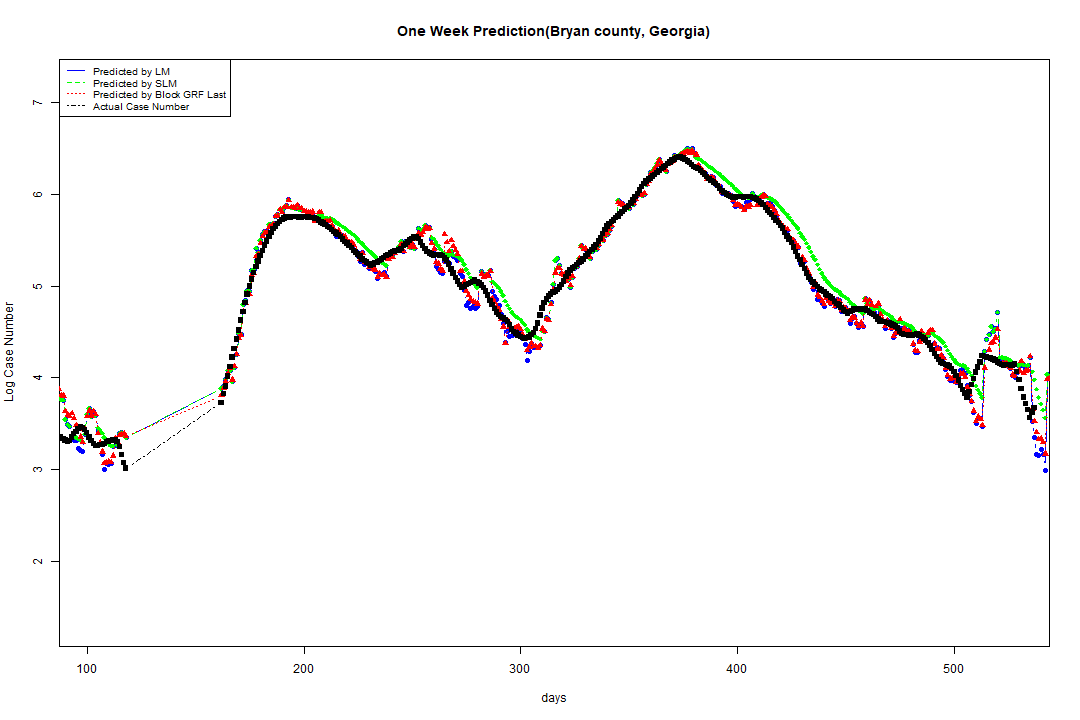 One Week Prediction(Bryan county, Georgia)
Predicted by LM
Predicted by SLM
Predicted by Block GRF Last
Actual Case Number
7
6
5
4
3
2
Log Case Number
100 200 300 400 500
days